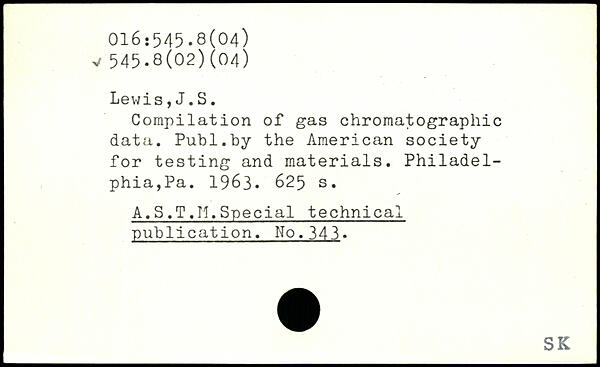 016:545.8(04)
✓ 545.8(02)(04)
Lewis,J.S.
Compilation of gas chromatographic
data. Publ.by the American society
for testing and materials. Philadel-
phia,Pa. 1963. 625 s.
A.S.T.M.Special technical
publication. No.343.
SK